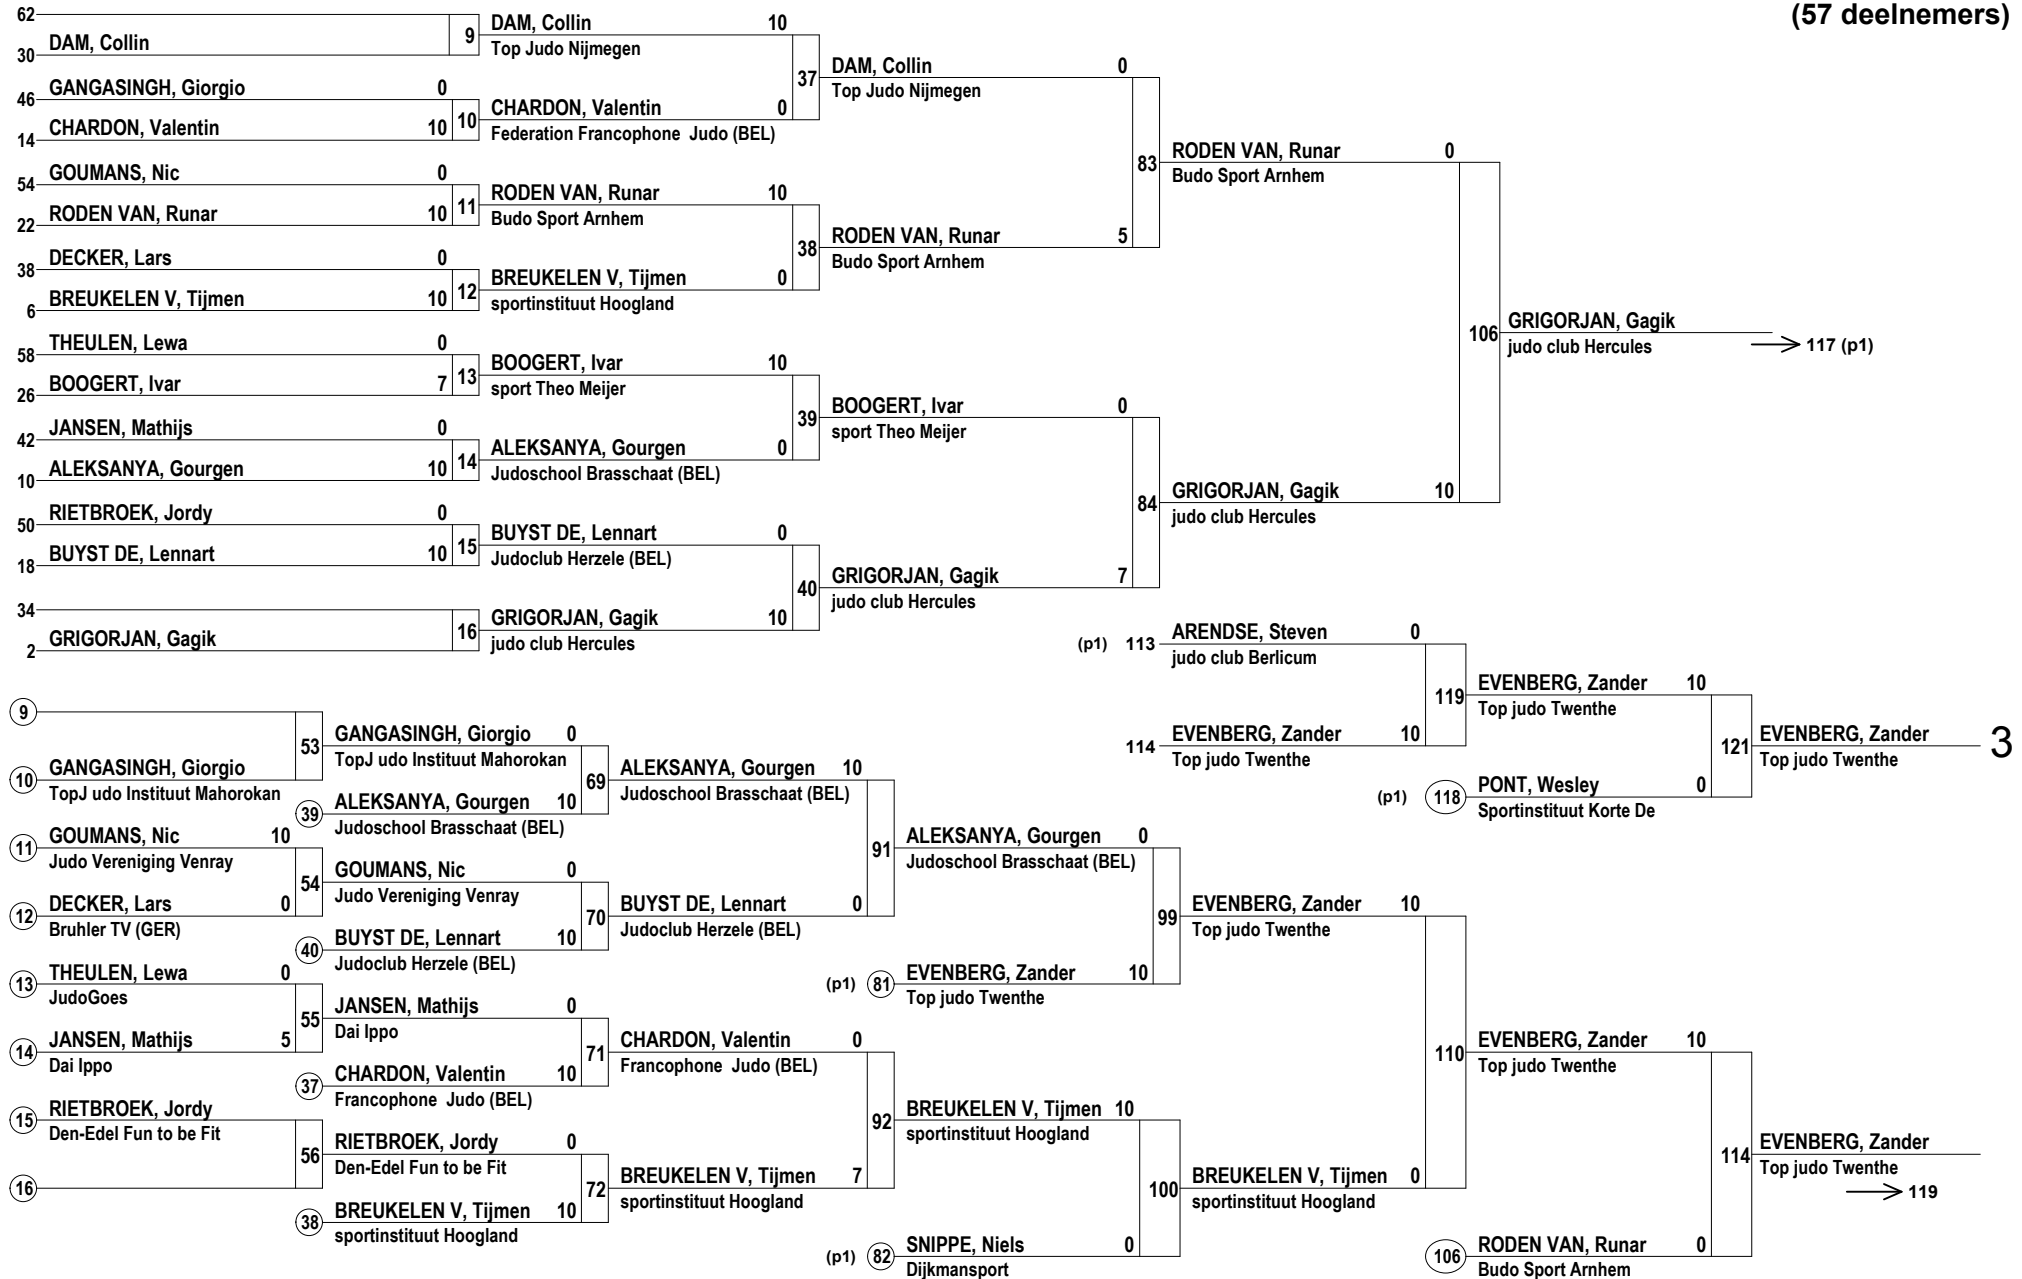 (57 deelnemers)
62
DAM, Collin
30
9
DAM, Collin 10
Top Judo Nijmegen
46
GANGASINGH, Giorgio 0
CHARDON, Valentin 10
14
10
CHARDON, Valentin 0
Federation Francophone Judo (BEL)
37
DAM, Collin 0
Top Judo Nijmegen
54
GOUMANS, Nic 0
RODEN VAN, Runar 10
22
11
RODEN VAN, Runar 10
Budo Sport Arnhem
38
DECKER, Lars 0
BREUKELEN V, Tijmen 10
6
12
BREUKELEN V, Tijmen 0
sportinstituut Hoogland
38
RODEN VAN, Runar 5
Budo Sport Arnhem
83
RODEN VAN, Runar 0
Budo Sport Arnhem
58
THEULEN, Lewa 0
BOOGERT, Ivar 7
26
13
BOOGERT, Ivar 10
sport Theo Meijer
42
JANSEN, Mathijs 0
ALEKSANYA, Gourgen 10
10
14
ALEKSANYA, Gourgen 0
Judoschool Brasschaat (BEL)
39
BOOGERT, Ivar 0
sport Theo Meijer
50
RIETBROEK, Jordy 0
BUYST DE, Lennart 10
18
15
BUYST DE, Lennart 0
Judoclub Herzele (BEL)
34
GRIGORJAN, Gagik
2
16
GRIGORJAN, Gagik 10
judo club Hercules
40
GRIGORJAN, Gagik 7
judo club Hercules
84
GRIGORJAN, Gagik 10
judo club Hercules
106
GRIGORJAN, Gagik
judo club Hercules
117 (p1)
(p1) 113
ARENDSE, Steven 0
judo club Berlicum
114
EVENBERG, Zander 10
Top judo Twenthe
119
EVENBERG, Zander 10
Top judo Twenthe
(p1) 118
PONT, Wesley 0
Sportinstituut Korte De
121
EVENBERG, Zander
Top judo Twenthe
3
9
10
GANGASINGH, Giorgio
TopJ udo Instituut Mahorokan
53
GANGASINGH, Giorgio 0
TopJ udo Instituut Mahorokan
39
ALEKSANYA, Gourgen 10
Judoschool Brasschaat (BEL)
69
ALEKSANYA, Gourgen 10
Judoschool Brasschaat (BEL)
11
GOUMANS, Nic 10
Judo Vereniging Venray
12
DECKER, Lars 0
Bruhler TV (GER)
54
GOUMANS, Nic 0
Judo Vereniging Venray
40
BUYST DE, Lennart 10
Judoclub Herzele (BEL)
70
BUYST DE, Lennart 0
Judoclub Herzele (BEL)
91
ALEKSANYA, Gourgen 0
Judoschool Brasschaat (BEL)
(p1) 81
EVENBERG, Zander 10
Top judo Twenthe
99
EVENBERG, Zander 10
Top judo Twenthe
13
THEULEN, Lewa 0
JudoGoes
14
JANSEN, Mathijs 5
Dai Ippo
55
JANSEN, Mathijs 0
Dai Ippo
37
CHARDON, Valentin 10
Francophone Judo (BEL)
71
CHARDON, Valentin 0
Francophone Judo (BEL)
15
RIETBROEK, Jordy
Den-Edel Fun to be Fit
16
56
RIETBROEK, Jordy 0
Den-Edel Fun to be Fit
38
BREUKELEN V, Tijmen 10
sportinstituut Hoogland
72
BREUKELEN V, Tijmen 7
sportinstituut Hoogland
92
BREUKELEN V, Tijmen 10
sportinstituut Hoogland
(p1) 82
SNIPPE, Niels 0
Dijkmansport
100
BREUKELEN V, Tijmen 0
sportinstituut Hoogland
110
EVENBERG, Zander 10
Top judo Twenthe
106
RODEN VAN, Runar 0
Budo Sport Arnhem
114
EVENBERG, Zander
Top judo Twenthe
119